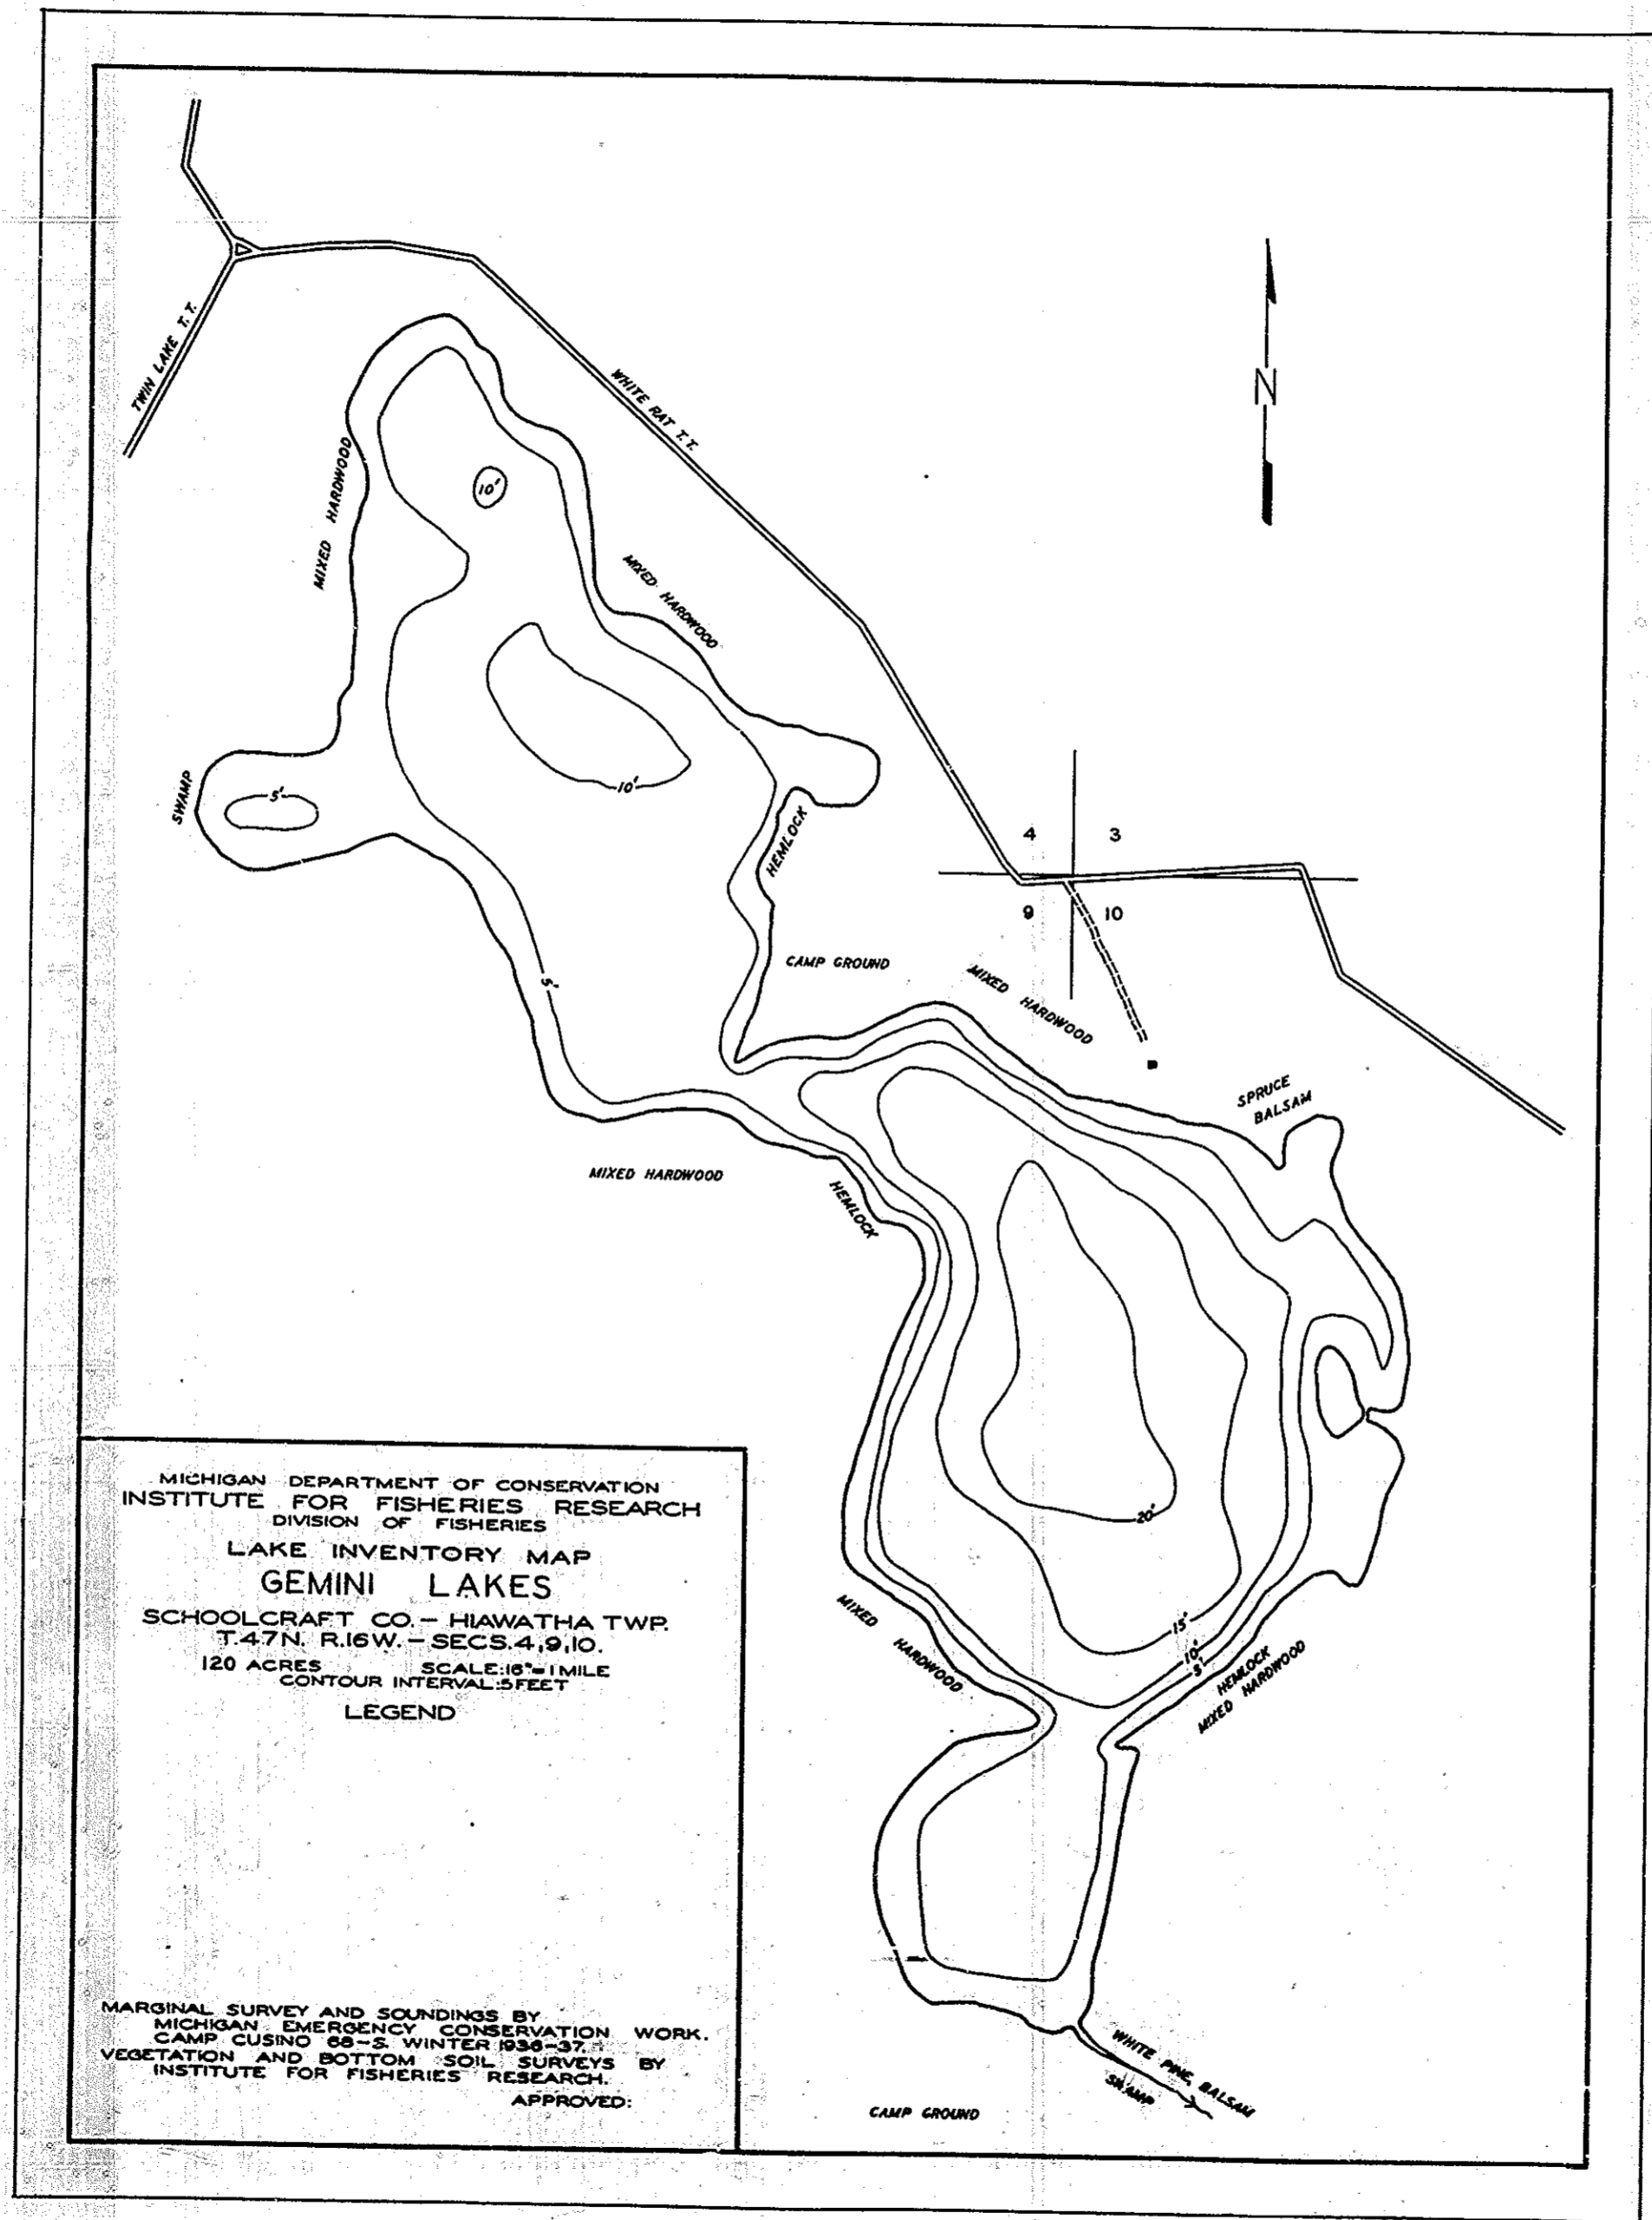 TWIN LAKE T.T.
WHITE RAT T.T.
N
MIXED HARDWOOD
10'
MIXED HARDWOOD
10'
SWAMP
5'
HEMLOCK
4
3
9
10
CAMP GROUND
MIXED HARDWOOD
5'
SPRUCE
BALSAM
MIXED HARDWOOD
HEMLOCK
20'
15'
10'
5'
MIXED HARDWOOD
HEMLOCK
MIXED HARDWOOD
WHITE PINE, BALSAM
SWAMP
CAMP GROUND
MICHIGAN DEPARTMENT OF CONSERVATION
INSTITUTE FOR FISHERIES RESEARCH
DIVISION OF FISHERIES
LAKE INVENTORY MAP
GEMINI LAKES
SCHOOLCRAFT CO.- HIAWATHA TWP.
T.47N. R.16W.- SECS.4,9,10.
120 ACRES SCALE:16"=1 MILE
CONTOUR INTERVAL:5 FEET
LEGEND
MARGINAL SURVEY AND SOUNDINGS BY
MICHIGAN EMERGENCY CONSERVATION WORK.
CAMP CUSINO 68-S. WINTER 1936-37.
VEGETATION AND BOTTOM SOIL SURVEYS BY
INSTITUTE FOR FISHERIES RESEARCH.
APPROVED: